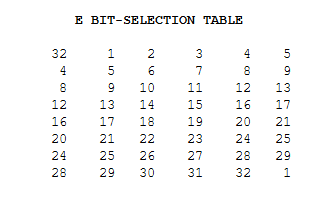 E BIT-SELECTION TABLE
32 1 2 3 4 5
4 5 6 7 8 9
8 9 10 11 12 13
12 13 14 15 16 17
16 17 18 19 20 21
20 21 22 23 24 25
24 25 26 27 28 29
28 29 30 31 32 1